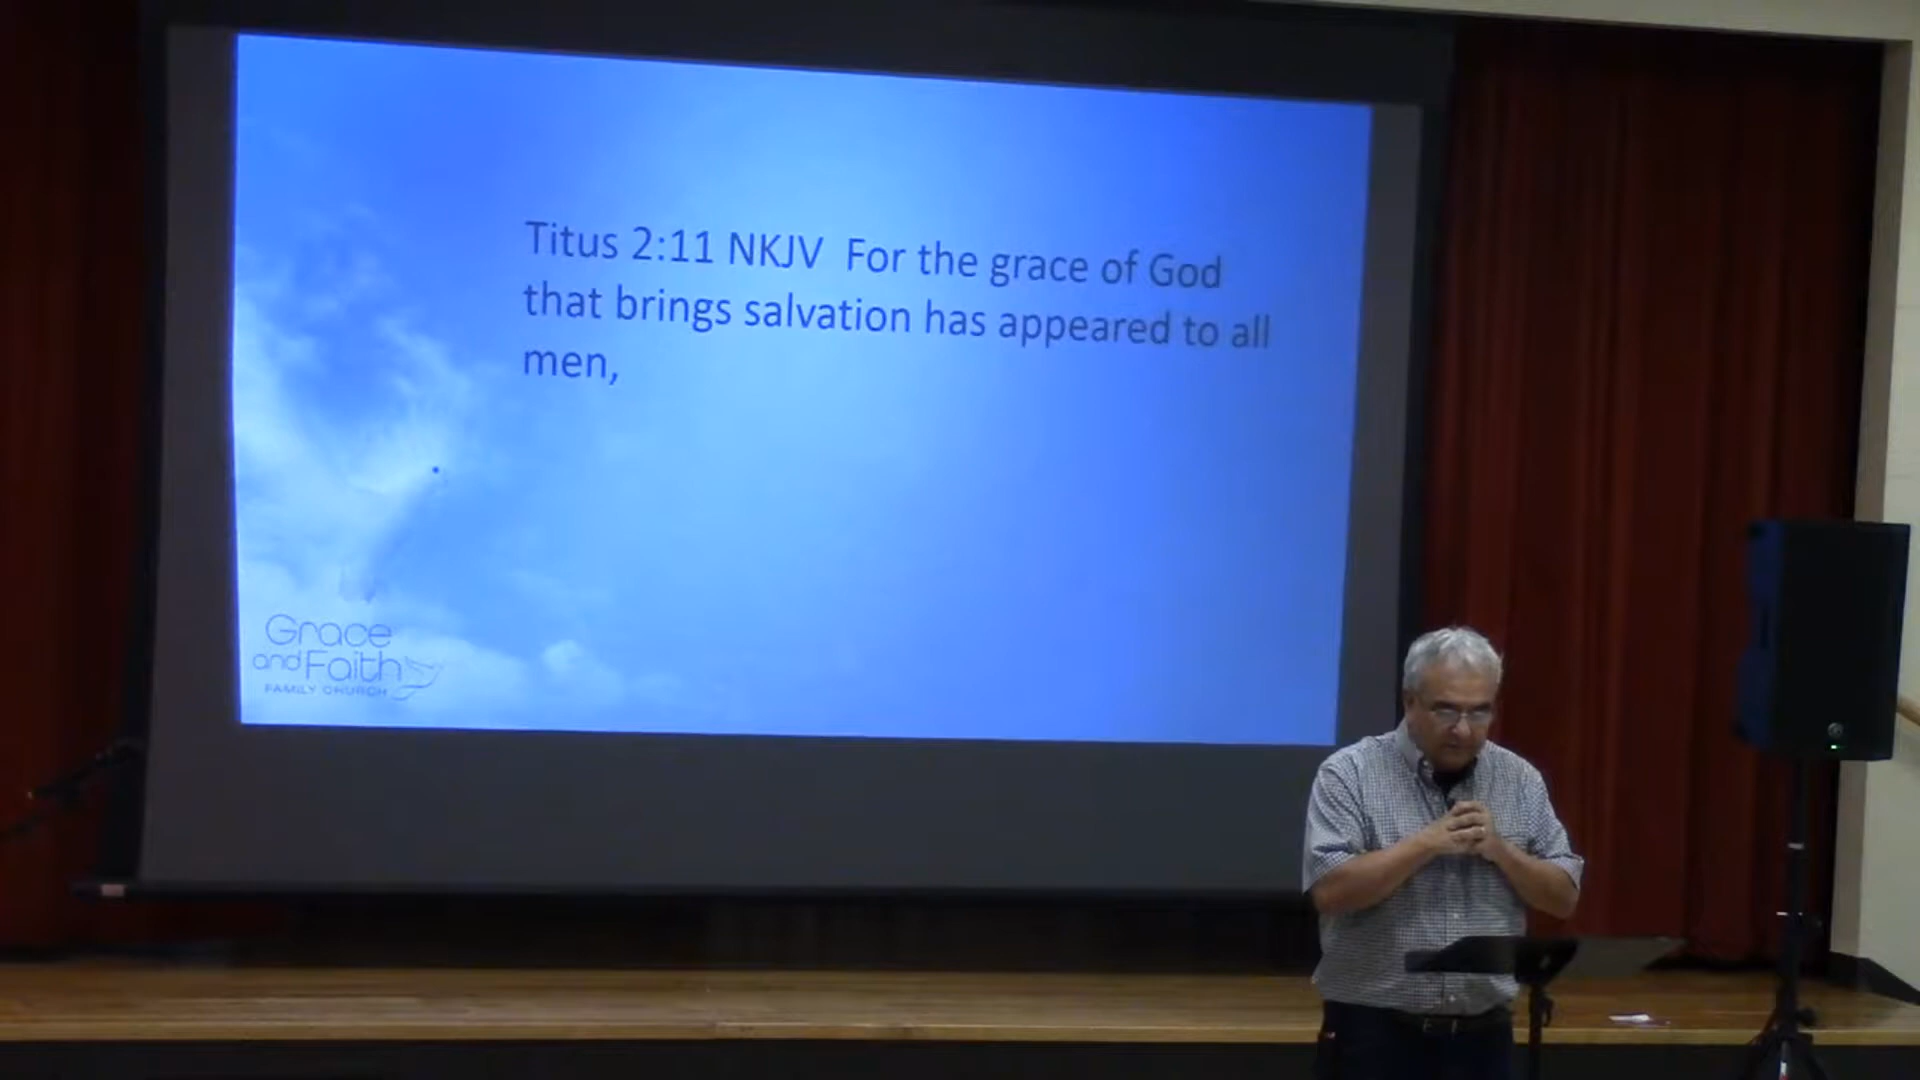 Titus 2:11 NKJV  For the grace of God
that brings salvation has appeared to all
men,
Grace
and Faith
FAMILY CHURCH